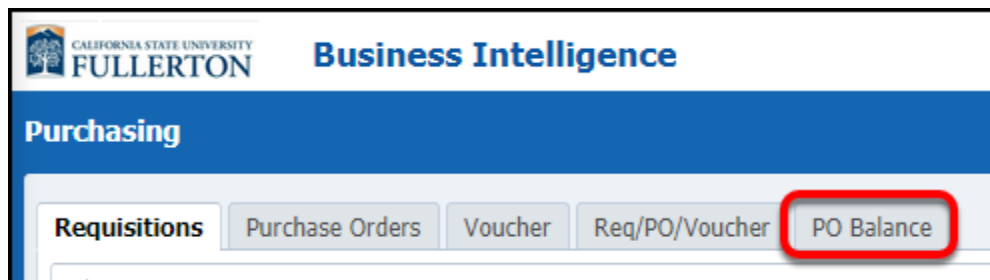 CALIFORNIA STATE UNIVERSITY
FULLERTON
Business Intelligence
Purchasing
Requisitions Purchase Orders Voucher Req/PO/Voucher PO Balance